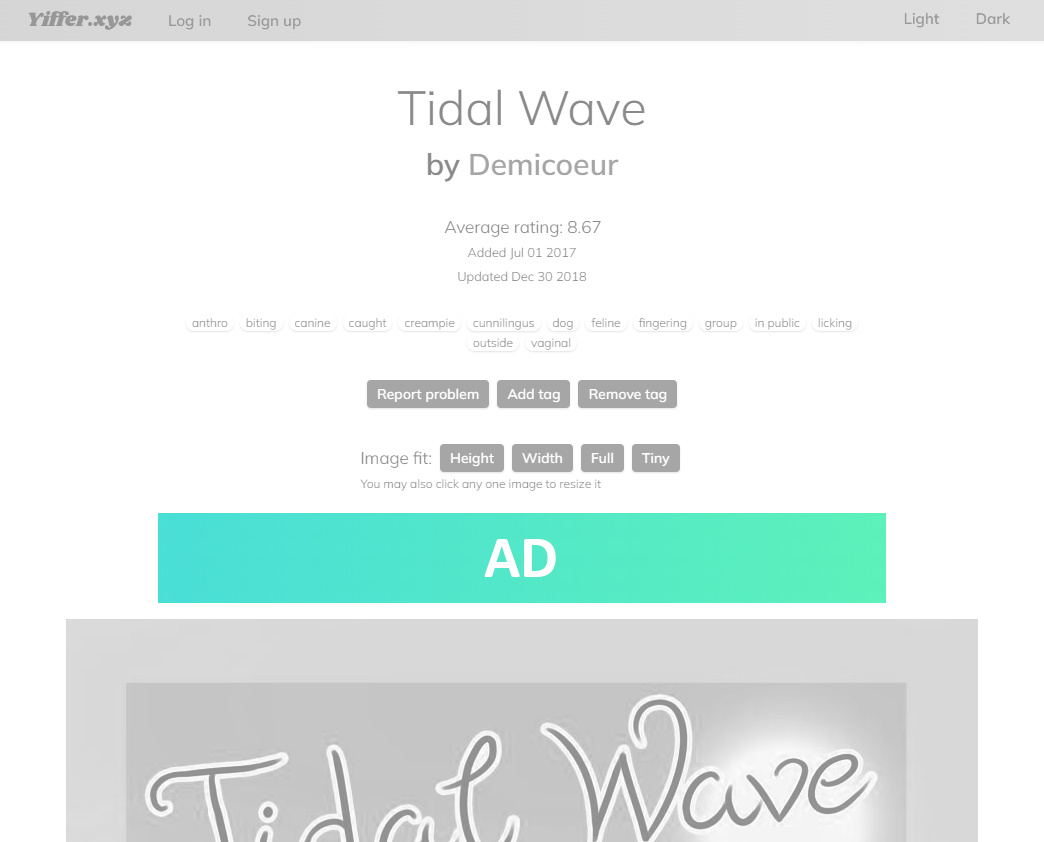 Yiffer.xyz Log in Sign up Light Dark
Tidal Wave
by Demicoeur
Average rating: 8.67
Added Jul 01 2017
Updated Dec 30 2018
anthro biting canine caught creampie cunnilingus dog feline fingering group in public licking
outside vaginal
Report problem Add tag Remove tag
Image fit: Height Width Full Tiny
You may also click any one image to resize it
AD
Tidal Wave